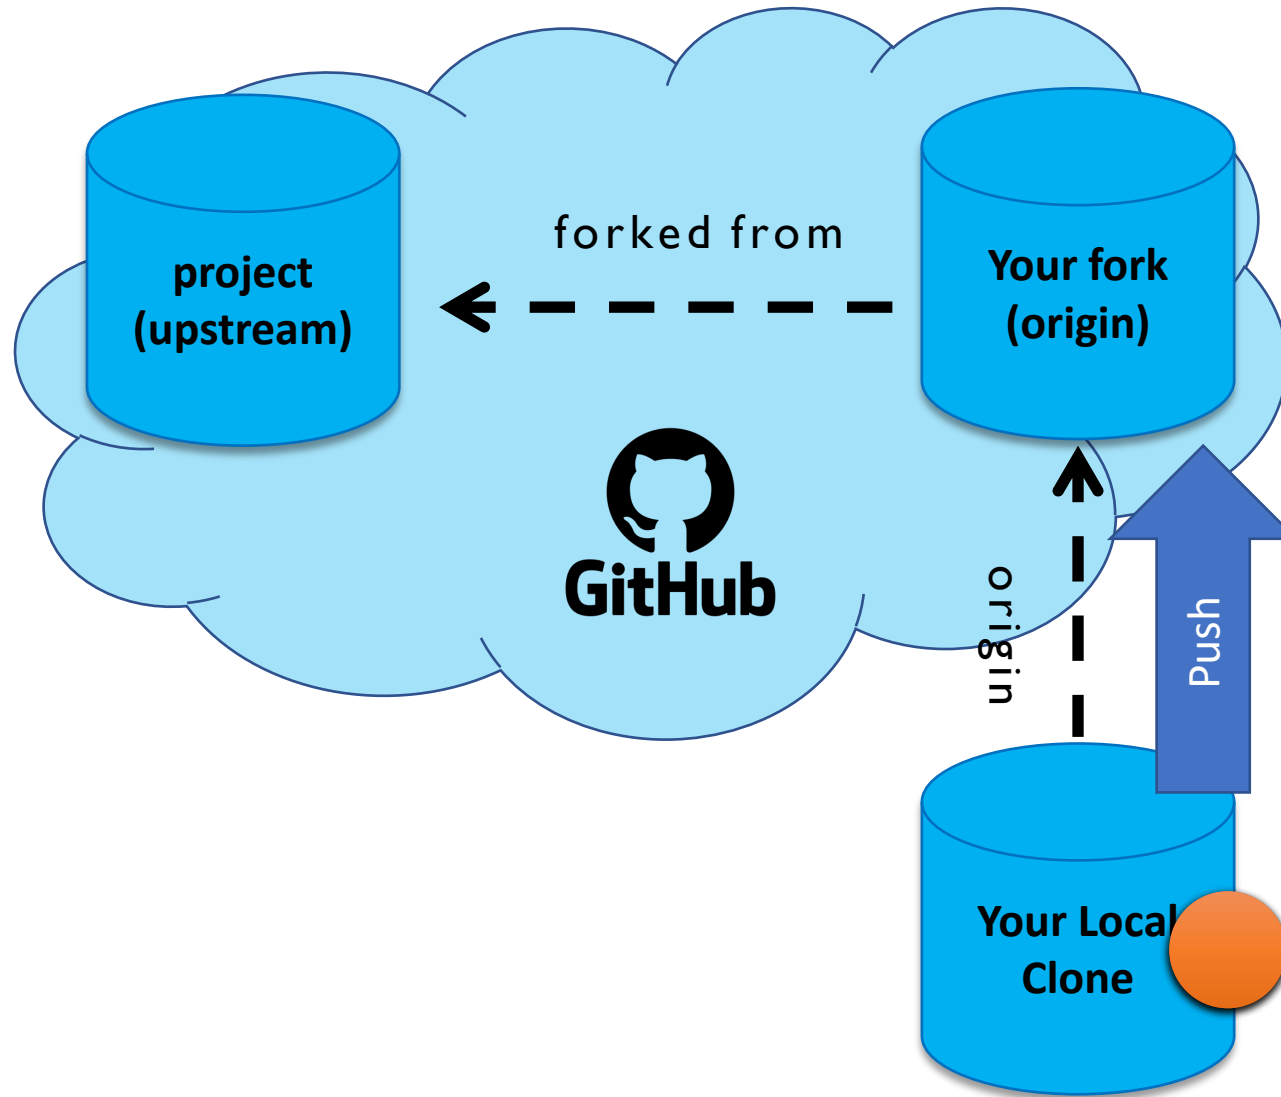 project
(upstream)
forked from
Your fork
(origin)
GitHub
origin
Push
Your Local
Clone